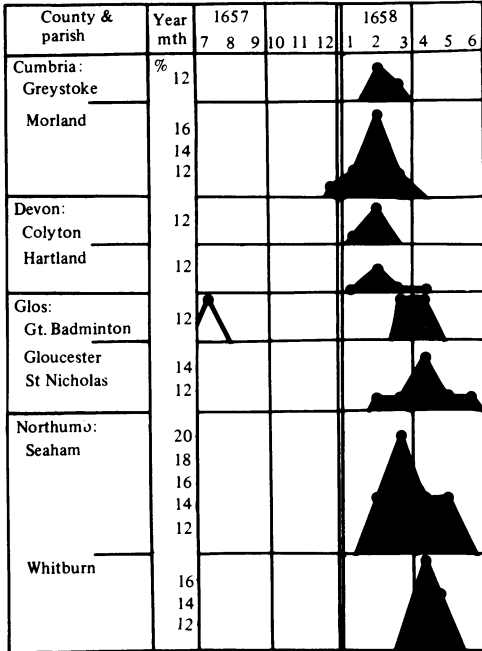 County & Year 1657 1658
parish mth 7 8 9 10 11 12 1 2 3 4 5 6
Cumbria: %
Greystoke 12
Morland
16
14
12
Devon:
Colyton 12
Hartland
12
Glos:
Gt. Badminton 12
Gloucester
St Nicholas 14
12
Northumb:
Seaham 20
18
16
14
12
Whitburn
16
14
12